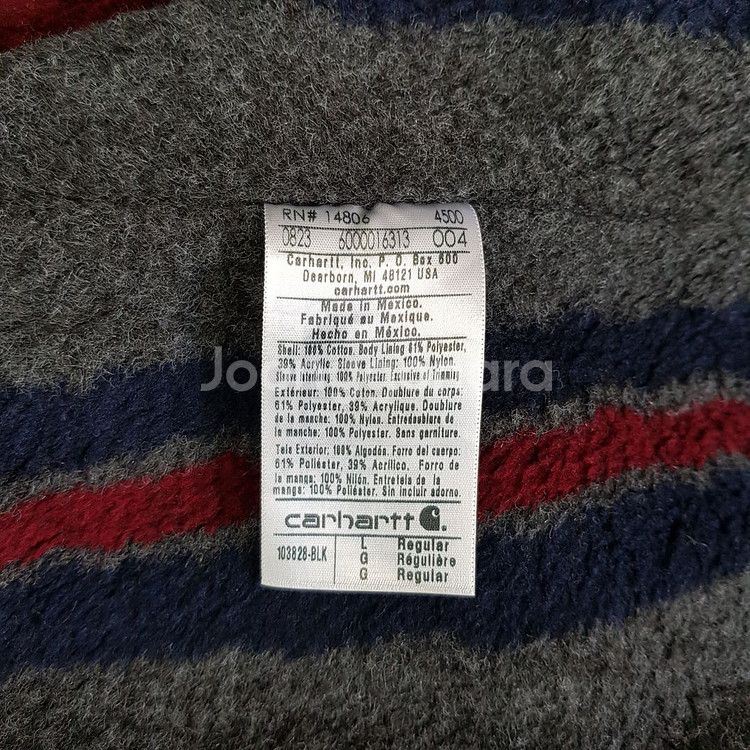 RN# 14806 4500
0823 6000016313 004
Carhartt, Inc. P. O. Box 600
Dearborn, MI 48121 USA
carhartt.com
Made in Mexico.
Fabriqué au Mexique.
Hecho en México.
Shell: 100% Cotton. Body Lining 61% Polyester,
39% Acrylic. Sleeve Lining: 100% Nylon.
Sleeve Interlining: 100% Polyester. Exclusive of Trimming
Extérieur: 100% Coton. Doublure du corps:
61% Polyester, 39% Acrylique. Doublure
de la manche: 100% Nylon. Entredoublure de
la manche: 100% Polyester. Sans garniture.
Tela Exterior: 100% Algodón. Forro del cuerpo:
61% Poliéster, 39% Acrílico. Forro de
la manga: 100% Nilón. Entretela de la
manga: 100% Poliéster. Sin incluir adorno.
carhartt
103828-BLK L Regular
G Régulière
G Regular